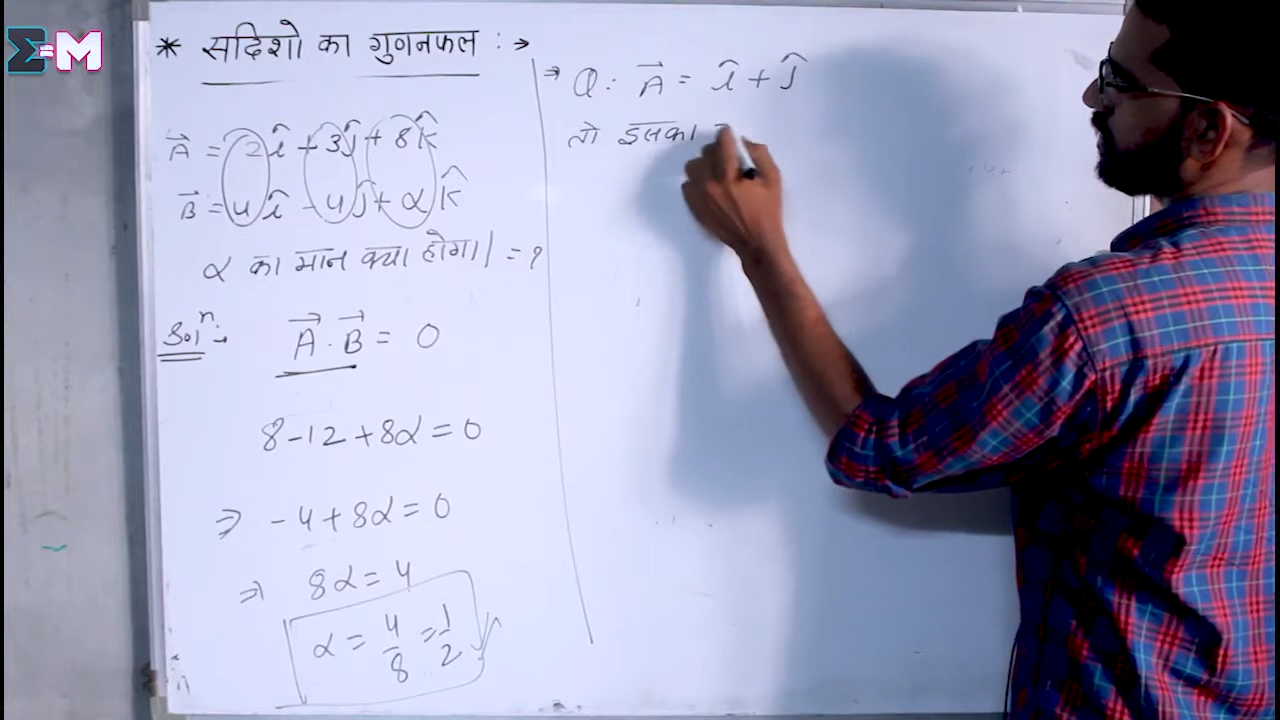 Σ=M
* सदिशो का गुणनफल :→
A⃗ = 2î + 3ĵ + 8k̂
B⃗ = 4î - 4ĵ + α k̂
α का मान क्या होगा। = ?
Solⁿ:→ A⃗ . B⃗ = 0
8-12+8α = 0
⇒ -4+8α = 0
⇒ 8α = 4
α = 4/8 = 1/2
⇒ Q: A⃗ = î + ĵ
तो इसका